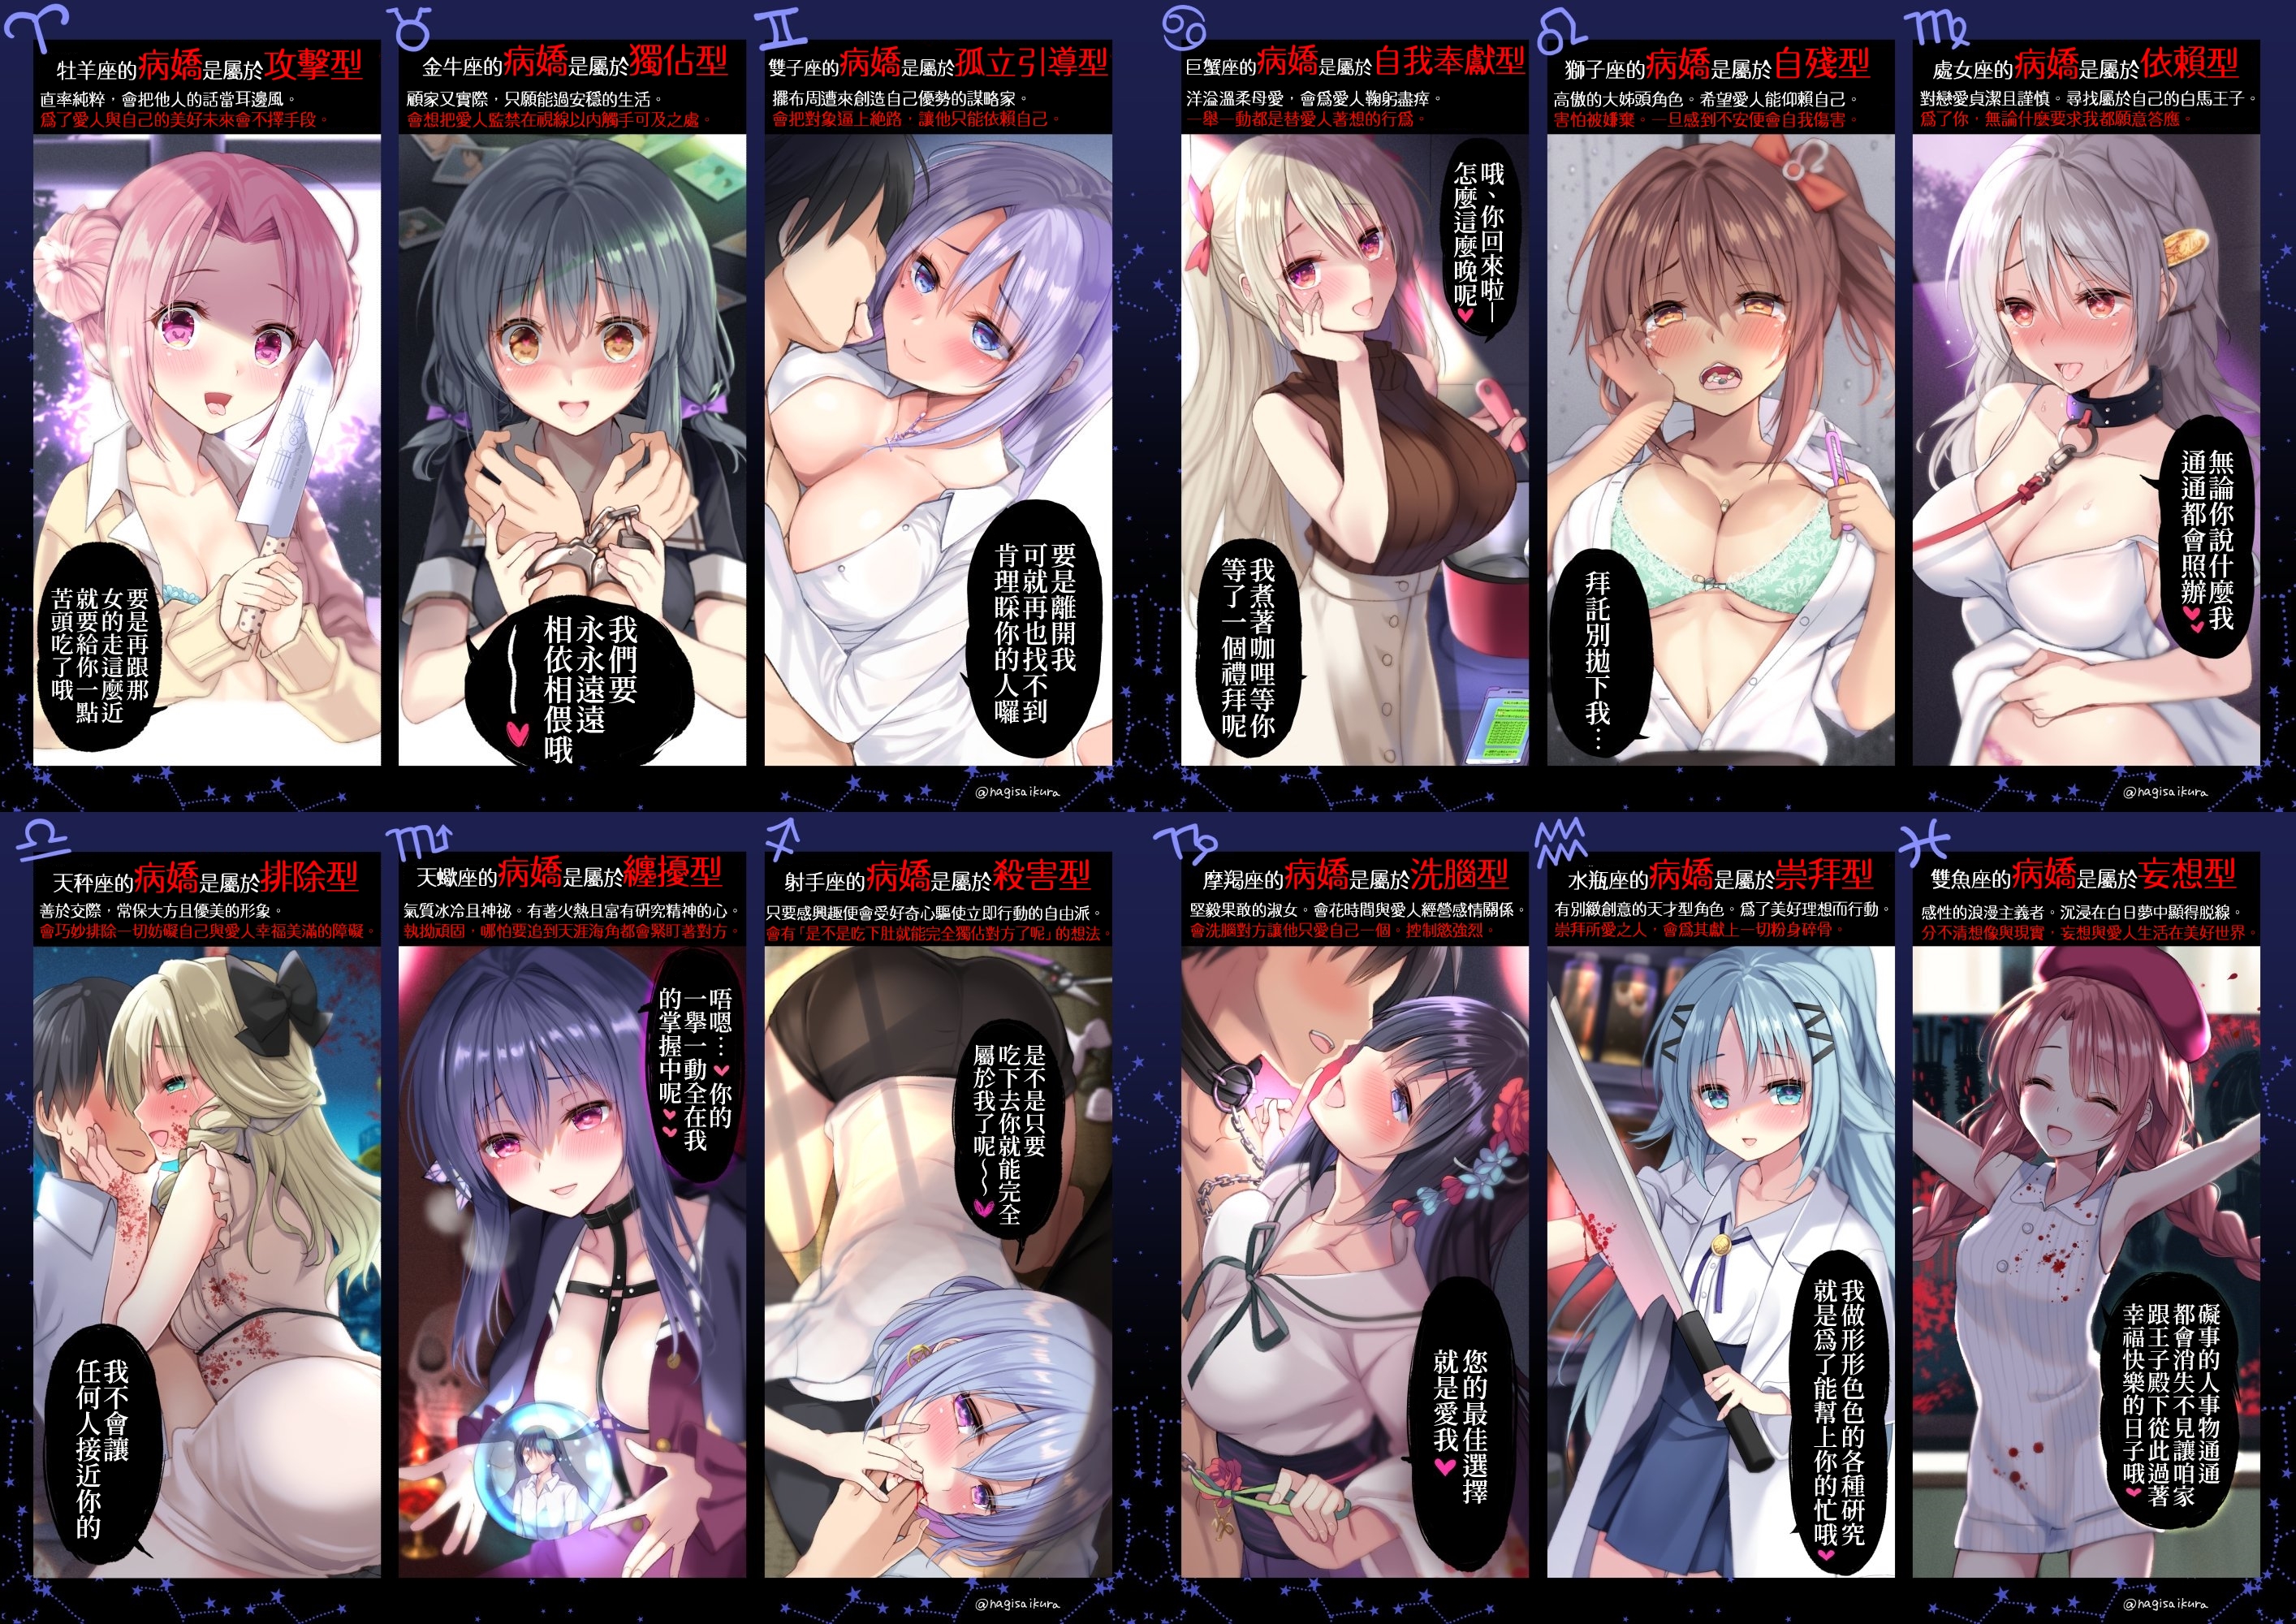 牡羊座的病嬌是屬於攻擊型
直率純粹，會把他人的話當耳邊風。
為了愛人與自己的美好未來會不擇手段。
要是再跟那
女的走這麼近
就要給你一點
苦頭吃了哦
金牛座的病嬌是屬於獨佔型
顧家又實際，只願能過安穩的生活。
會想把愛人監禁在視線以內觸手可及之處。
我們要
永永遠遠
相依相偎哦
～♥
雙子座的病嬌是屬於孤立引導型
擺布周遭來創造自己優勢的謀略家。
會把對象逼上絶路，讓他只能依賴自己。
要是離開我
可就再也找不到
肯理睬你的人囉
@nagisaikura
巨蟹座的病嬌是屬於自我奉獻型
洋溢溫柔母愛，會為愛人鞠躬盡瘁。
一舉一動都是替愛人著想的行為。
哦、你回來啦—
怎麼這麼晚呢♥
我煮著咖哩等你
等了一個禮拜呢
獅子座的病嬌是屬於自殘型
高傲的大姊頭角色。希望愛人能仰賴自己。
害怕被嫌棄。一旦感到不安便會自我傷害。
拜託別拋下我…
處女座的病嬌是屬於依賴型
對戀愛貞潔且謹慎。尋找屬於自己的白馬王子。
為了你，無論什麼要求我都願意答應。
無論你說什麼我
通通都會照辦♥♥
@nagisaikura
天秤座的病嬌是屬於排除型
善於交際，常保大方且優美的形象。
會巧妙排除一切妨礙自己與愛人幸福美滿的障礙。
我不會讓
任何人接近你的
天蠍座的病嬌是屬於纏擾型
氣質冰冷且神祕。有著火熱且富有研究精神的心。
執拗頑固，哪怕要追到天涯海角都會緊盯著對方。
唔嗯…♥你的
一舉一動全在我
的掌握中呢♥♥
射手座的病嬌是屬於殺害型
只要感興趣便會受好奇心驅使立即行動的自由派。
會有「是不是吃下肚就能完全獨佔對方了呢」的想法。
是不是只要
吃下去你就能完全
屬於我了呢～～♥
@nagisaikura
摩羯座的病嬌是屬於洗腦型
堅毅果敢的淑女。會花時間與愛人經營感情關係。
會洗腦對方讓他只愛自己一個。控制慾強烈。
您的最佳選擇
就是愛我♥
水瓶座的病嬌是屬於崇拜型
有別緻創意的天才型角色。為了美好理想而行動。
崇拜所愛之人，會為其獻上一切粉身碎骨。
我做形形色色的各種研究
就是為了能幫上你的忙哦♥
雙魚座的病嬌是屬於妄想型
感性的浪漫主義者。沉浸在白日夢中顯得脫線。
分不清想像與現實，妄想與愛人生活在美好世界。
礙事的人事物通通
都會消失不見讓咱家
跟王子殿下從此過著
幸福快樂的日子哦♥
@nagisaikura